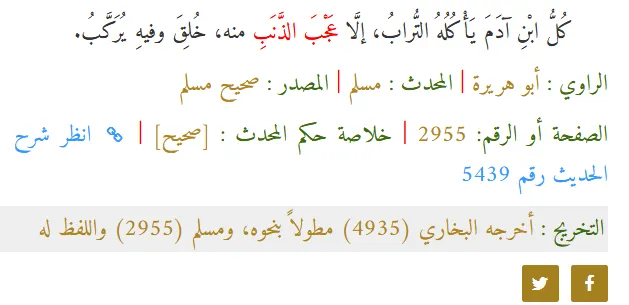 كُلُّ ابْنِ آدَمَ يَأْكُلُهُ التُّرابُ، إلَّا عَجْبَ الذَّنَبِ منه، خُلِقَ وفيهِ يُرَكَّبُ.
الراوي : أبو هريرة | المحدث : مسلم | المصدر : صحيح مسلم
الصفحة أو الرقم: 2955 | خلاصة حكم المحدث : [صحيح] | انظر شرح
الحديث رقم 5439
التخريج : أخرجه البخاري (4935) مطولاً بنحوه، ومسلم (2955) واللفظ له